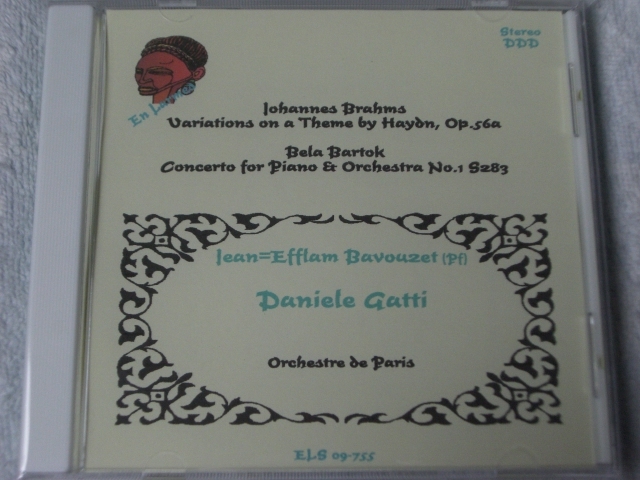 Stereo
DDD
En Larmes
Johannes Brahms
Variations on a Theme by Haydn, Op.56a
Bela Bartok
Concerto for Piano & Orchestra No.1 Sz83
Jean=Efflam Bavouzet (Pf)
Daniele Gatti
Orchestre de Paris
ELS 09-755